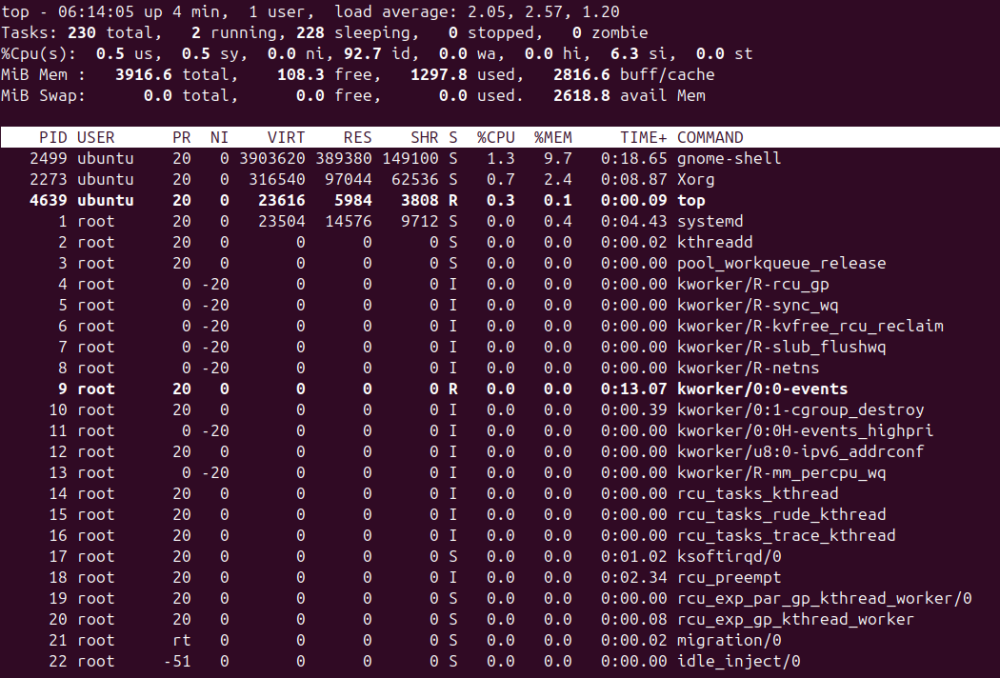 top - 06:14:05 up 4 min,  1 user,  load average: 2.05, 2.57, 1.20
Tasks: 230 total,   2 running, 228 sleeping,   0 stopped,   0 zombie
%Cpu(s):  0.5 us,  0.5 sy,  0.0 ni, 92.7 id,  0.0 wa,  0.0 hi,  6.3 si,  0.0 st
MiB Mem :   3916.6 total,    108.3 free,   1297.8 used,   2816.6 buff/cache
MiB Swap:      0.0 total,      0.0 free,      0.0 used.   2618.8 avail Mem
    PID USER      PR  NI    VIRT    RES    SHR S  %CPU  %MEM     TIME+ COMMAND
   2499 ubuntu    20   0 3903620 389380 149100 S   1.3   9.7   0:18.65 gnome-shell
   2273 ubuntu    20   0  316540  97044  62536 S   0.7   2.4   0:08.87 Xorg
   4639 ubuntu    20   0   23616   5984   3808 R   0.3   0.1   0:00.09 top
      1 root      20   0   23504  14576   9712 S   0.0   0.4   0:04.43 systemd
      2 root      20   0       0      0      0 S   0.0   0.0   0:00.02 kthreadd
      3 root      20   0       0      0      0 S   0.0   0.0   0:00.00 pool_workqueue_release
      4 root       0 -20       0      0      0 I   0.0   0.0   0:00.00 kworker/R-rcu_gp
      5 root       0 -20       0      0      0 I   0.0   0.0   0:00.00 kworker/R-sync_wq
      6 root       0 -20       0      0      0 I   0.0   0.0   0:00.00 kworker/R-kvfree_rcu_reclaim
      7 root       0 -20       0      0      0 I   0.0   0.0   0:00.00 kworker/R-slub_flushwq
      8 root       0 -20       0      0      0 I   0.0   0.0   0:00.00 kworker/R-netns
      9 root      20   0       0      0      0 R   0.0   0.0   0:13.07 kworker/0:0-events
     10 root      20   0       0      0      0 I   0.0   0.0   0:00.39 kworker/0:1-cgroup_destroy
     11 root       0 -20       0      0      0 I   0.0   0.0   0:00.00 kworker/0:0H-events_highpri
     12 root      20   0       0      0      0 I   0.0   0.0   0:00.00 kworker/u8:0-ipv6_addrconf
     13 root       0 -20       0      0      0 I   0.0   0.0   0:00.00 kworker/R-mm_percpu_wq
     14 root      20   0       0      0      0 I   0.0   0.0   0:00.00 rcu_tasks_kthread
     15 root      20   0       0      0      0 I   0.0   0.0   0:00.00 rcu_tasks_rude_kthread
     16 root      20   0       0      0      0 I   0.0   0.0   0:00.00 rcu_tasks_trace_kthread
     17 root      20   0       0      0      0 S   0.0   0.0   0:01.02 ksoftirqd/0
     18 root      20   0       0      0      0 I   0.0   0.0   0:02.34 rcu_preempt
     19 root      20   0       0      0      0 S   0.0   0.0   0:00.00 rcu_exp_par_gp_kthread_worker/0
     20 root      20   0       0      0      0 S   0.0   0.0   0:00.08 rcu_exp_gp_kthread_worker
     21 root      rt   0       0      0      0 S   0.0   0.0   0:00.02 migration/0
     22 root     -51   0       0      0      0 S   0.0   0.0   0:00.00 idle_inject/0